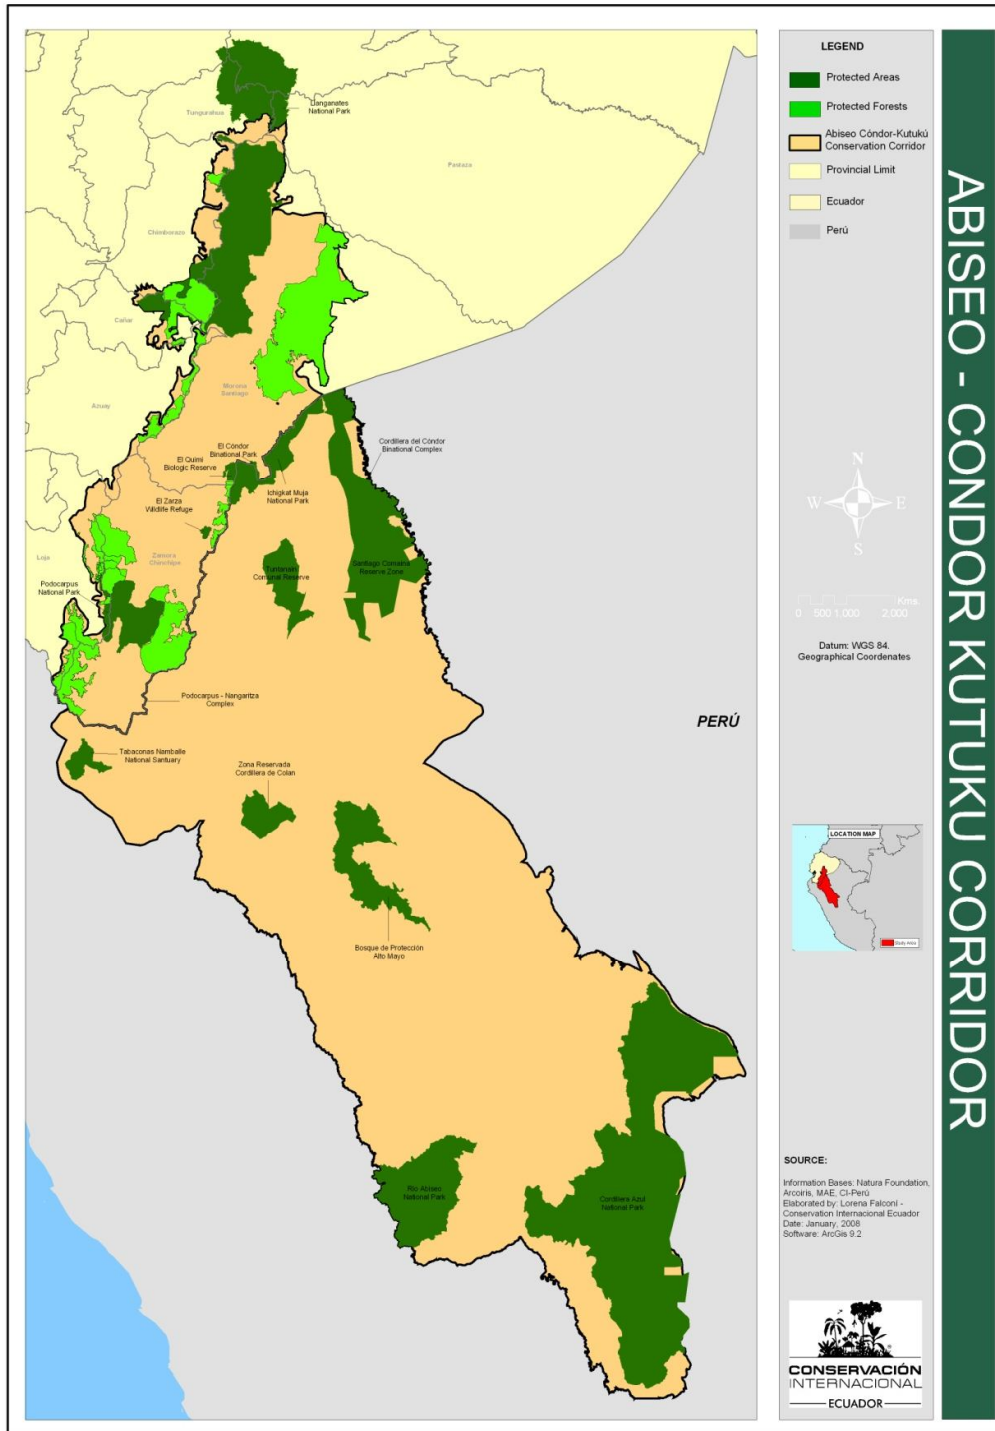 ABISEO - CONDOR KUTUKU CORRIDOR
LEGEND
Protected Areas
Protected Forests
Abiseo Cóndor-Kutukú
Conservation Corridor
Provincial Limit
Ecuador
Perú
N
W
E
S
0 500 1,000 2,000 Kms.
Datum: WGS 84.
Geographical Coordenates
LOCATION MAP
Study Area
SOURCE:
Information Bases: Natura Foundation,
Arcoiris, MAE, CI-Perú
Elaborated by: Lorena Falconí -
Conservation Internacional Ecuador
Date: January, 2008
Software: ArcGis 9.2
CONSERVACIÓN
INTERNACIONAL
ECUADOR
Llanganates
National Park
Tungurahua
Pastaza
Chimborazo
Cañar
Morona
Santiago
Azuay
Cordillera del Cóndor
Binational Complex
El Cóndor
Binational Park
El Quimi
Biologic Reserve
Ichigkat Muja
National Park
El Zarza
Villdlife Refuge
Zamora
Chinchipe
Loja
Tuntanain
Comunal Reserve
Santiago Comaina
Reserve Zone
Podocarpus
National Park
Podocarpus - Nangaritza
Complex
PERÚ
Tabaconas Namballe
National Santuary
Zona Reservada
Cordillera de Colan
Bosque de Protección
Alto Mayo
Río Abiseo
National Park
Cordillera Azul
National Park